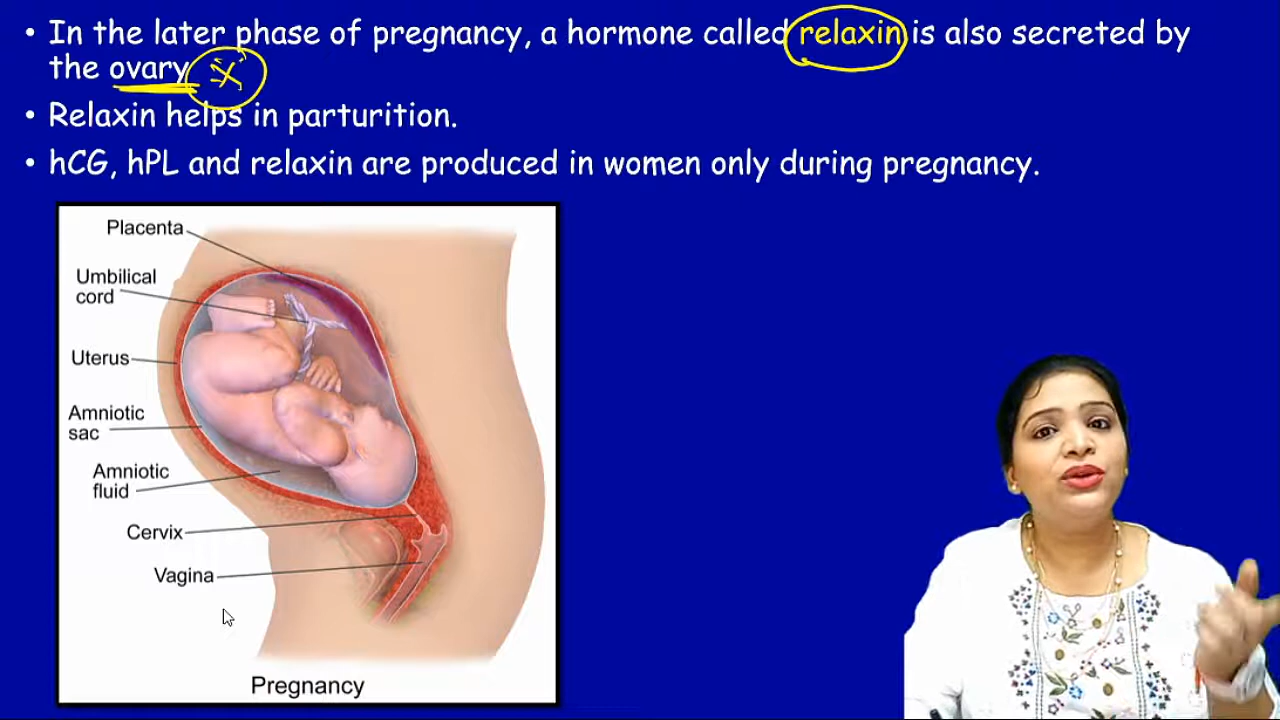 • In the later phase of pregnancy, a hormone called relaxin is also secreted by
the ovary
• Relaxin helps in parturition.
• hCG, hPL and relaxin are produced in women only during pregnancy.
Placenta
Umbilical
cord
Uterus
Amniotic
sac
Amniotic
fluid
Cervix
Vagina
Pregnancy